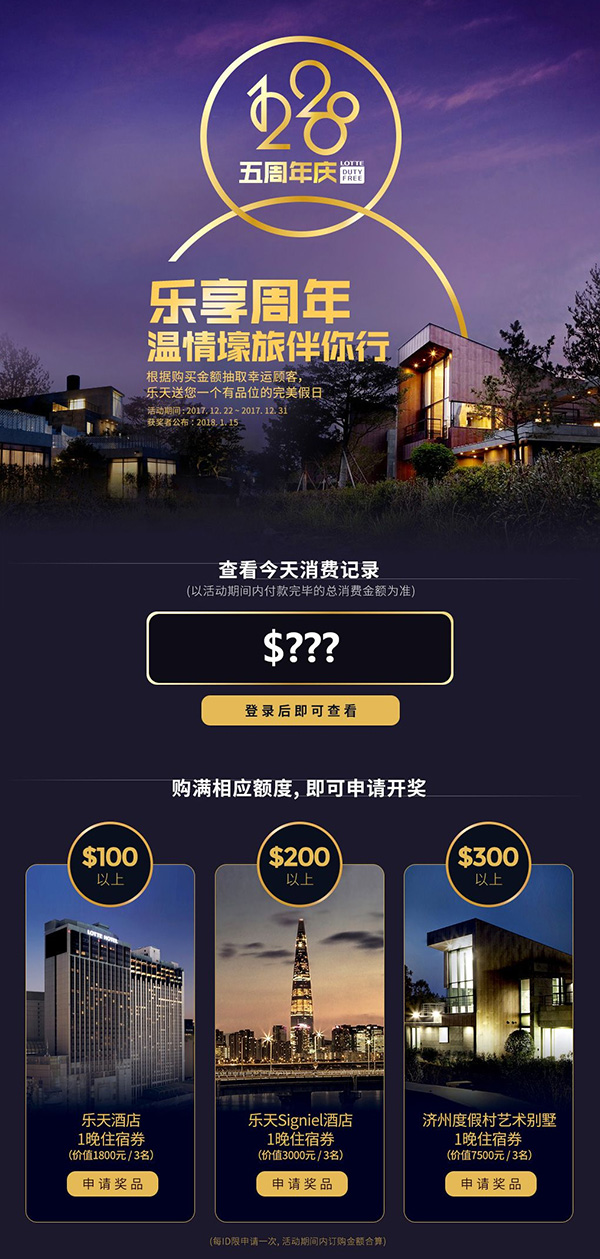 1228
五周年庆
LOTTE
DUTY
FREE
乐享周年
温情壕旅伴你行
根据购买金额抽取幸运顾客，
乐天送您一个有品位的完美假日
活动期间 : 2017. 12. 22 ~ 2017. 12. 31
获奖者公布 : 2018. 1. 15
查看今天消费记录
(以活动期间内付款完毕的总消费金额为准)
$???
登录后即可查看
购满相应额度, 即可申请开奖
$100
以上
LOTTE HOTEL
乐天酒店
1晚住宿券
(价值1800元 / 3名)
申请奖品
$200
以上
乐天Signiel酒店
1晚住宿券
(价值3000元 / 3名)
申请奖品
$300
以上
济州度假村艺术别墅
1晚住宿券
(价值7500元 / 3名)
申请奖品
(每ID限申请一次, 活动期间内订购金额合算)